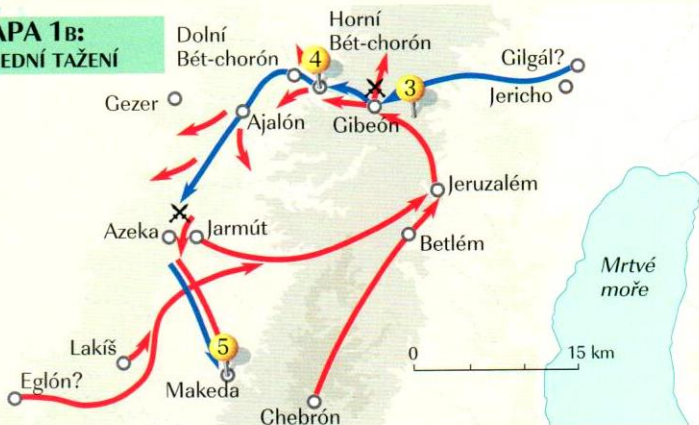 APA 1B:
EDNÍ TAŽENÍ
Dolní
Bét-chorón
4
Horní
Bét-chorón
3
Gilgál?
Jericho
Gezer
Ajalón
Gibeón
Jeruzalém
Azeka
Jarmút
Betlém
Mrtvé
moře
0
15 km
Lakíš
5
Eglón?
Makeda
Chebrón